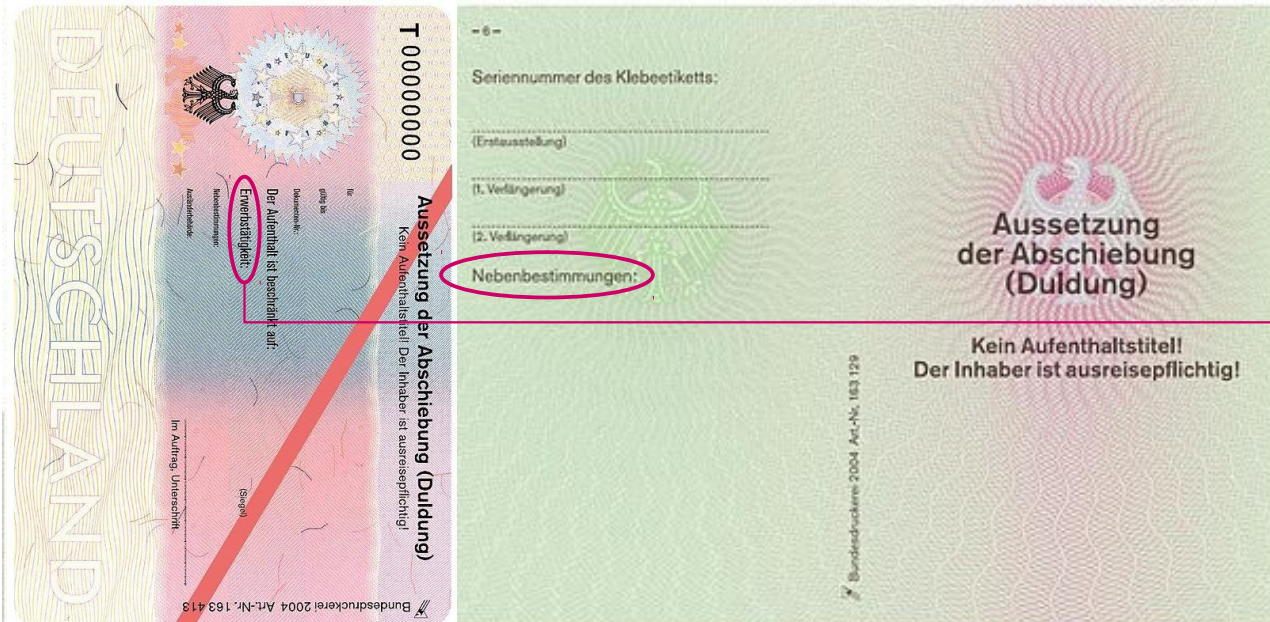 DEUTSCHLAND
T 00000000
Aussetzung der Abschiebung (Duldung)
Kein Aufenthaltstitel! Der Inhaber ist ausreisepflichtig!
für
gültig bis
Dokumenten-Nr.:
Der Aufenthalt ist beschränkt auf:
Erwerbstätigkeit:
Nebenbestimmungen:
Ausländerbehörde:
(Siegel)
Im Auftrag, Unterschrift
Bundesdruckerei 2004 Art.-Nr. 163 413
– 6 –
Seriennummer des Klebeetiketts:
(Erstausstellung)
(1. Verlängerung)
(2. Verlängerung)
Nebenbestimmungen:
Bundesdruckerei 2004 Art.-Nr. 163 129
Aussetzung
der Abschiebung
(Duldung)
Kein Aufenthaltstitel!
Der Inhaber ist ausreisepflichtig!